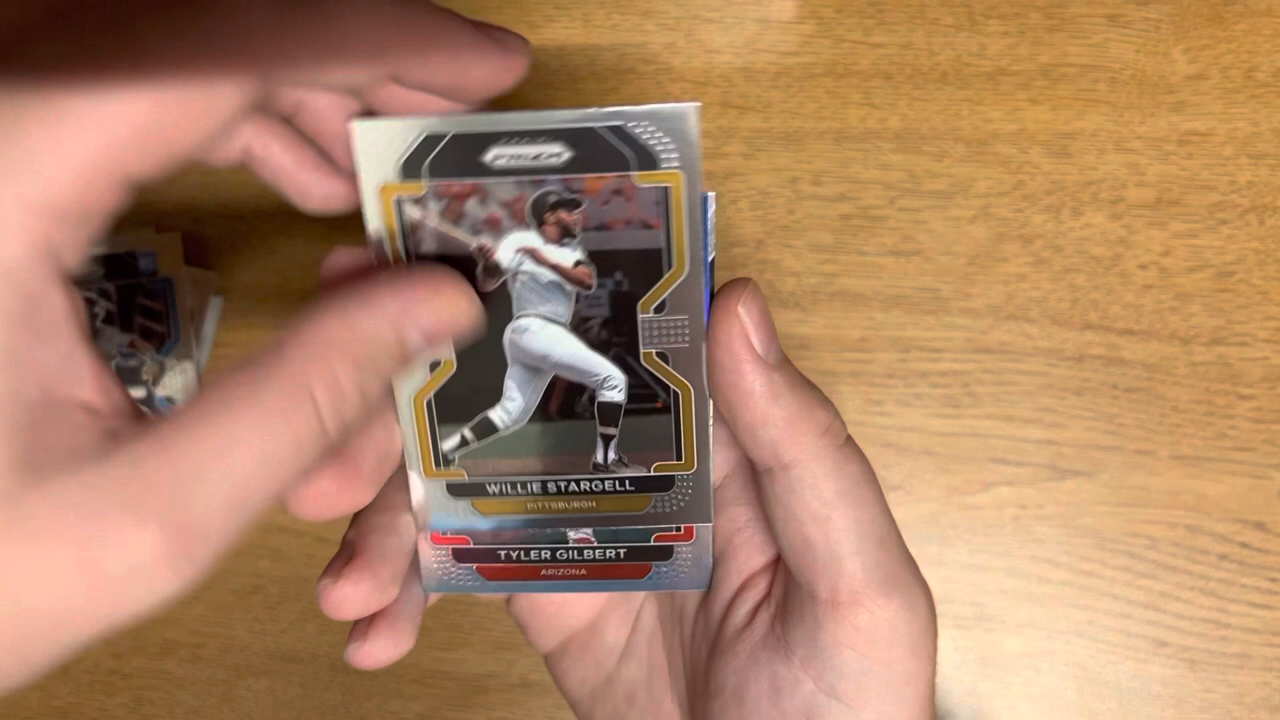 PRIZM
WILLIE STARGELL
PITTSBURGH
TYLER GILBERT
ARIZONA